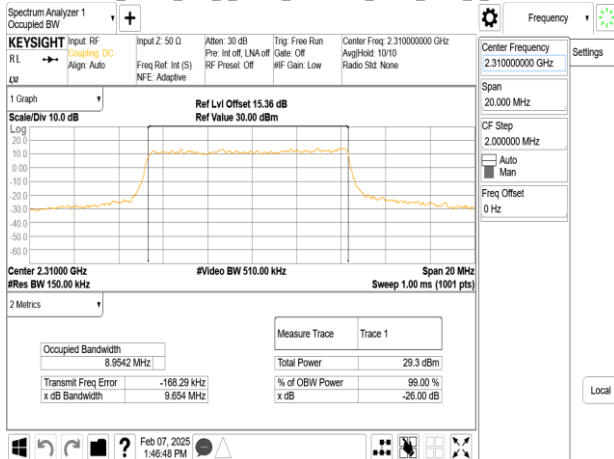 Spectrum Analyzer 1
Occupied BW
Frequency
KEYSIGHT Input: RF
Coupling: DC
Align: Auto
RL
LXI
Input Z: 50 Ω
Freq Ref: Int (S)
NFE: Adaptive
Atten: 30 dB
Pre: Int off, LNA off
RF Presel: Off
Trig: Free Run
Gate: Off
#IF Gain: Low
Center Freq: 2.310000000 GHz
Avg|Hold: 10/10
Radio Std: None
Center Frequency
2.310000000 GHz
Settings
Span
20.000 MHz
CF Step
2.000000 MHz
Auto
Man
Freq Offset
0 Hz
Local
1 Graph
Scale/Div 10.0 dB
Ref Lvl Offset 15.36 dB
Ref Value 30.00 dBm
Log
20.0
10.0
0.00
-10.0
-20.0
-30.0
-40.0
-50.0
-60.0
Center 2.31000 GHz
#Res BW 150.00 kHz
#Video BW 510.00 kHz
Span 20 MHz
Sweep 1.00 ms (1001 pts)
2 Metrics
Measure Trace Trace 1
Occupied Bandwidth
8.9542 MHz
Total Power 29.3 dBm
Transmit Freq Error -168.29 kHz
% of OBW Power 99.00 %
x dB Bandwidth 9.654 MHz
x dB -26.00 dB
?
Feb 07, 2025
1:46:48 PM